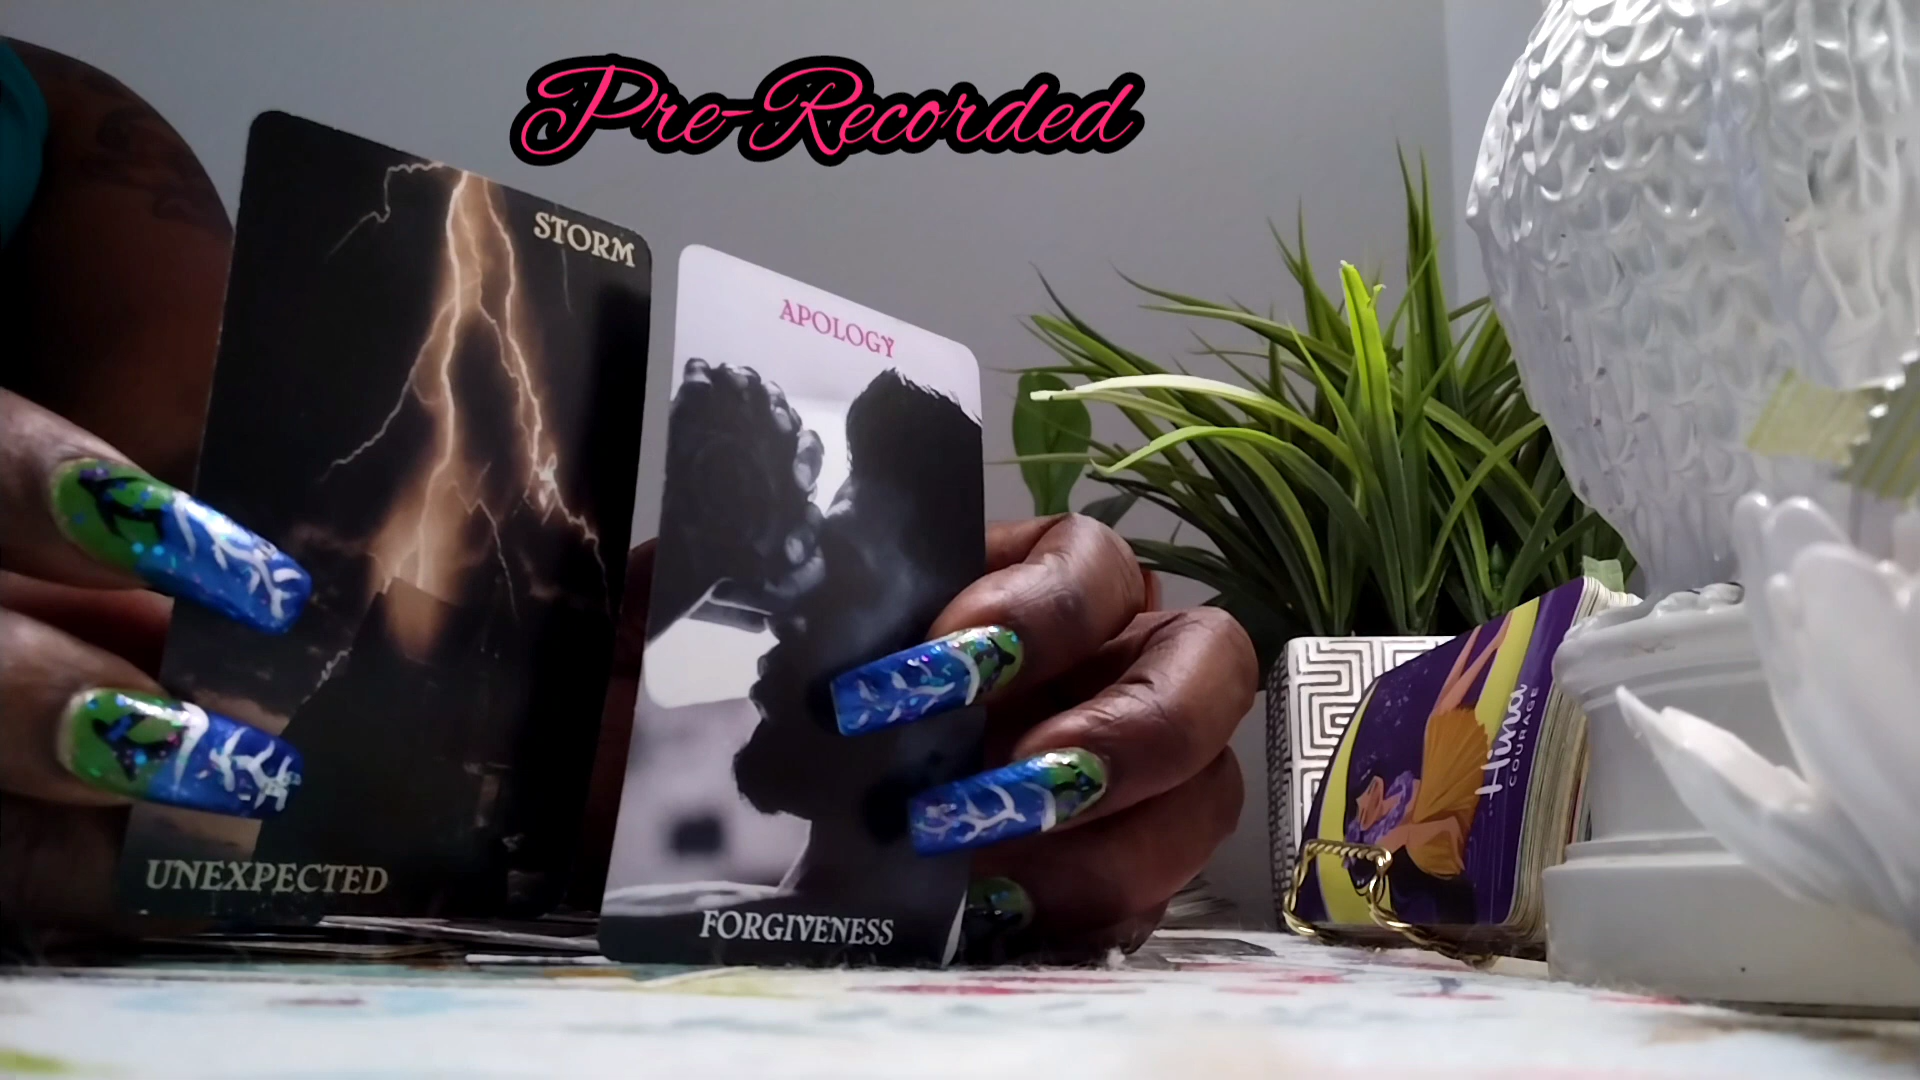 Pre-Recorded
STORM
UNEXPECTED
APOLOGY
FORGIVENESS
Hina
COURAGE